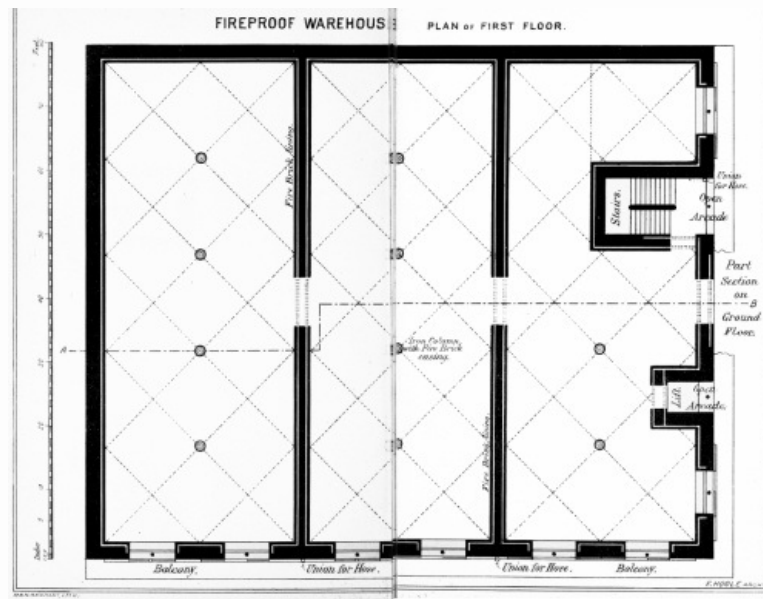 FIREPROOF WAREHOUS E
PLAN OF FIRST FLOOR.
Feet
Fire Brick
Stairs.
Union
for Hose.
Open
Arcade
Part
Section
on
B
Ground
Floor.
A
Iron Column
with Fire Brick
casing.
Lift.
Open
Arcade.
Fire Brick
Balcony.
Union for Hose.
Union for Hose.
Balcony.